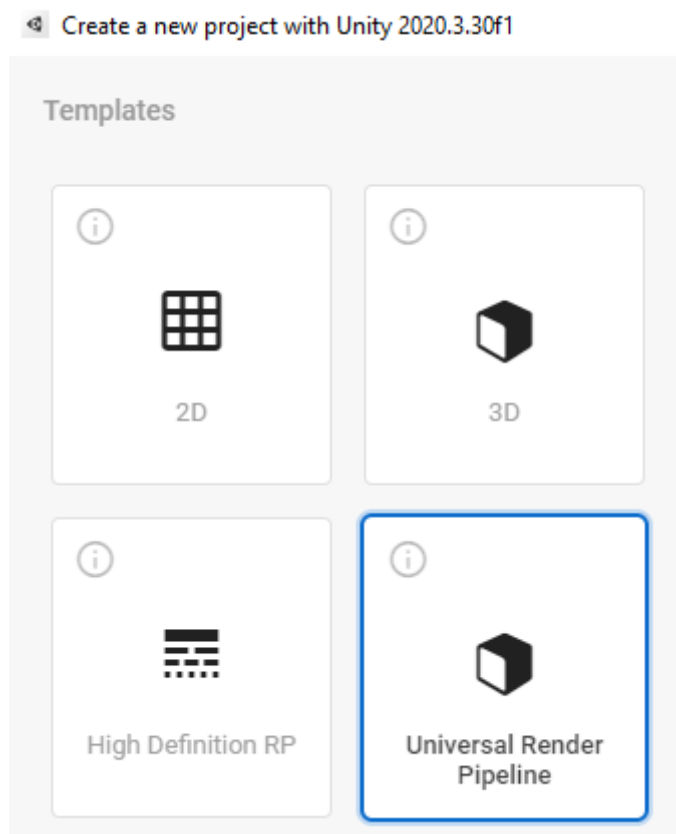 Create a new project with Unity 2020.3.30f1
Templates
2D
3D
High Definition RP
Universal Render
Pipeline